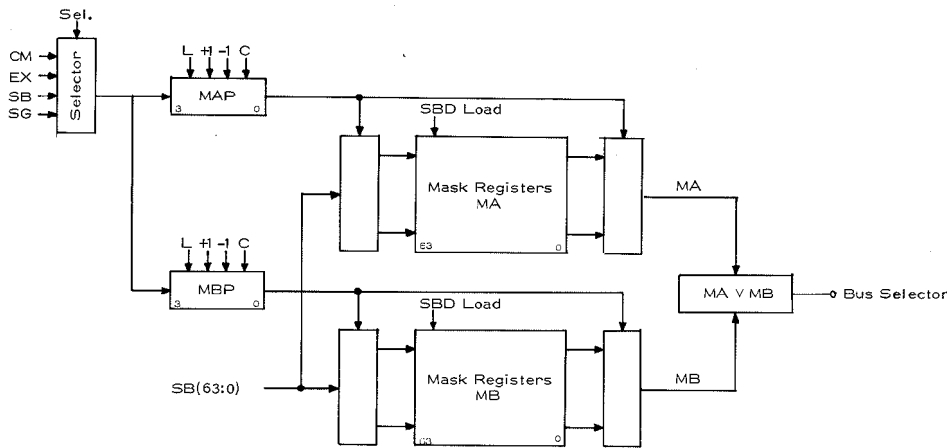 Sel.
CM
EX
SB
SG
Selector
L +1 -1 C
MAP
3 0
SBD Load
Mask Registers
MA
63 0
MA
L +1 -1 C
MBP
3 0
SBD Load
MA V MB
Bus Selector
SB(63:0)
Mask Registers
MB
63 0
MB